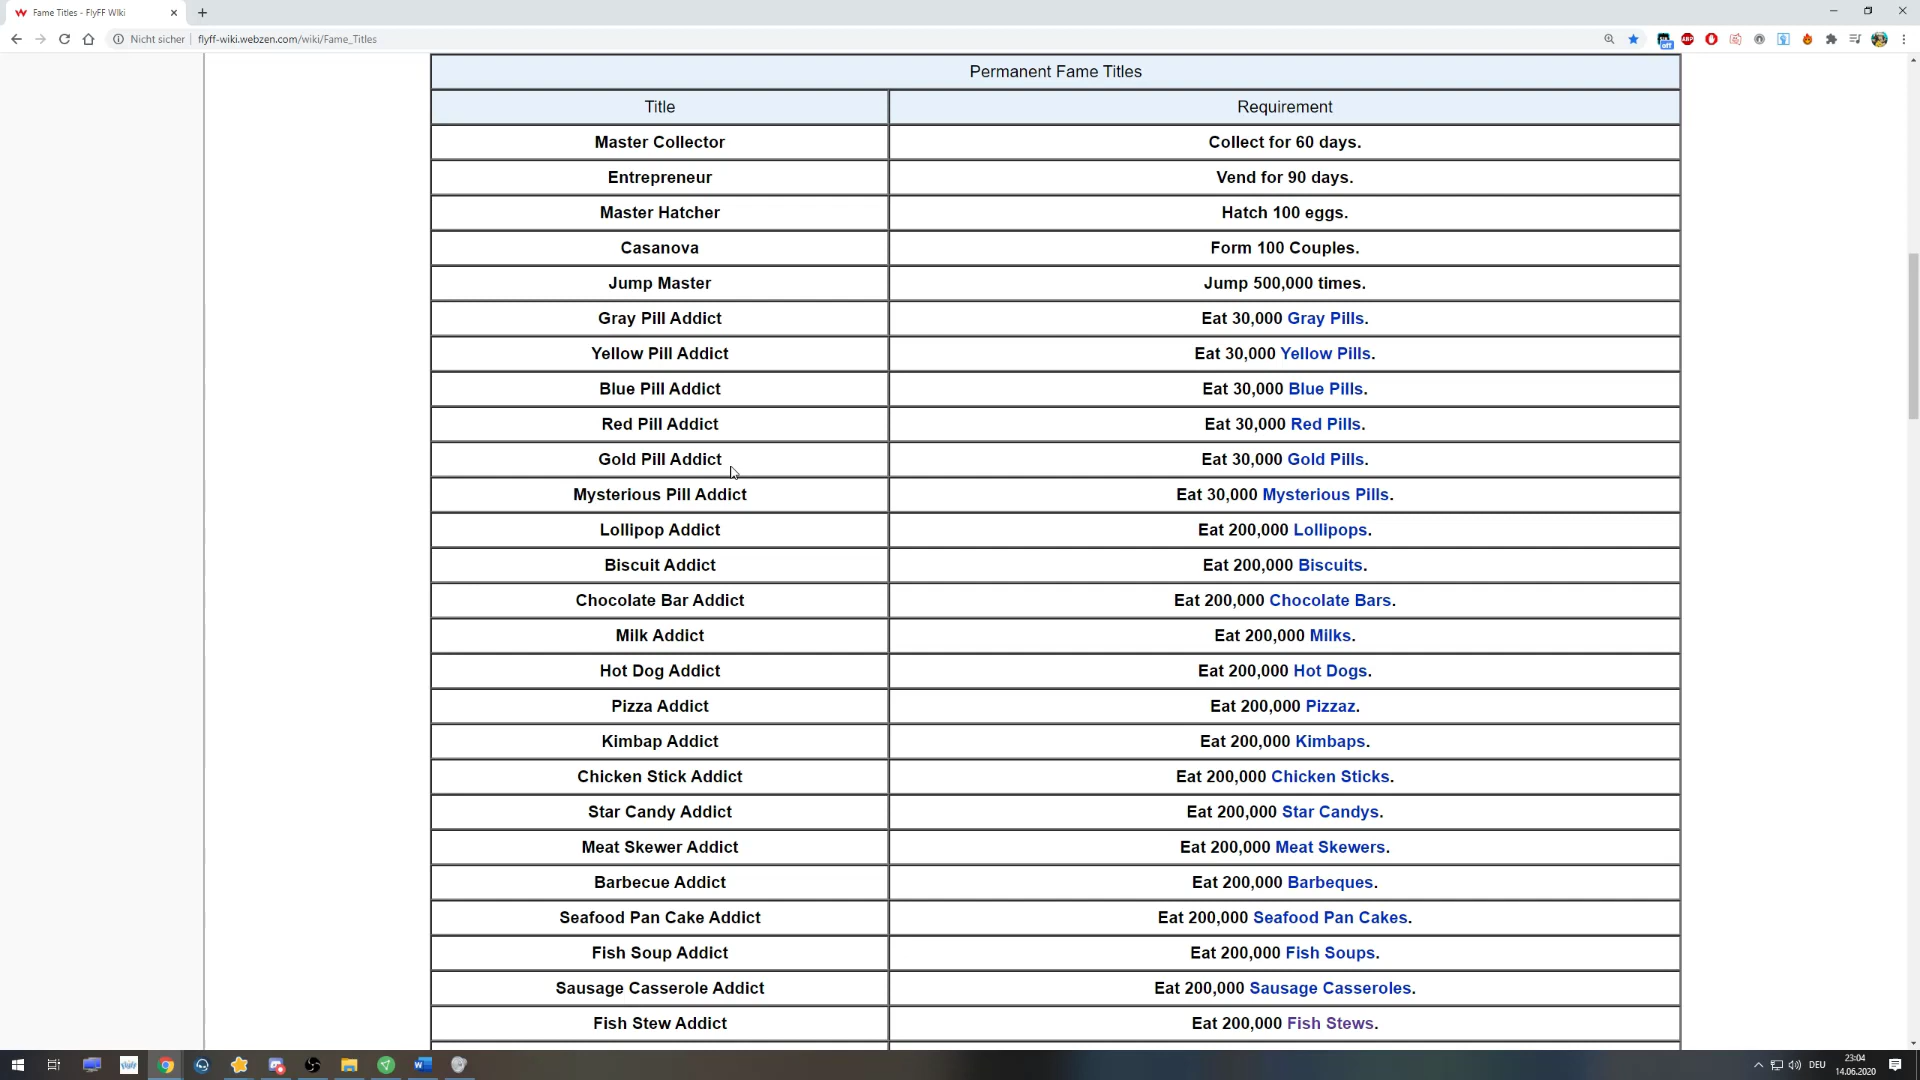 Fame Titles - FlyFF Wiki
Nicht sicher | flyff-wiki.webzen.com/wiki/Fame_Titles
Permanent Fame Titles
Title Requirement
Master Collector Collect for 60 days.
Entrepreneur Vend for 90 days.
Master Hatcher Hatch 100 eggs.
Casanova Form 100 Couples.
Jump Master Jump 500,000 times.
Gray Pill Addict Eat 30,000 Gray Pills.
Yellow Pill Addict Eat 30,000 Yellow Pills.
Blue Pill Addict Eat 30,000 Blue Pills.
Red Pill Addict Eat 30,000 Red Pills.
Gold Pill Addict Eat 30,000 Gold Pills.
Mysterious Pill Addict Eat 30,000 Mysterious Pills.
Lollipop Addict Eat 200,000 Lollipops.
Biscuit Addict Eat 200,000 Biscuits.
Chocolate Bar Addict Eat 200,000 Chocolate Bars.
Milk Addict Eat 200,000 Milks.
Hot Dog Addict Eat 200,000 Hot Dogs.
Pizza Addict Eat 200,000 Pizzaz.
Kimbap Addict Eat 200,000 Kimbaps.
Chicken Stick Addict Eat 200,000 Chicken Sticks.
Star Candy Addict Eat 200,000 Star Candys.
Meat Skewer Addict Eat 200,000 Meat Skewers.
Barbecue Addict Eat 200,000 Barbeques.
Seafood Pan Cake Addict Eat 200,000 Seafood Pan Cakes.
Fish Soup Addict Eat 200,000 Fish Soups.
Sausage Casserole Addict Eat 200,000 Sausage Casseroles.
Fish Stew Addict Eat 200,000 Fish Stews.
DEU
23:04
14.06.2020